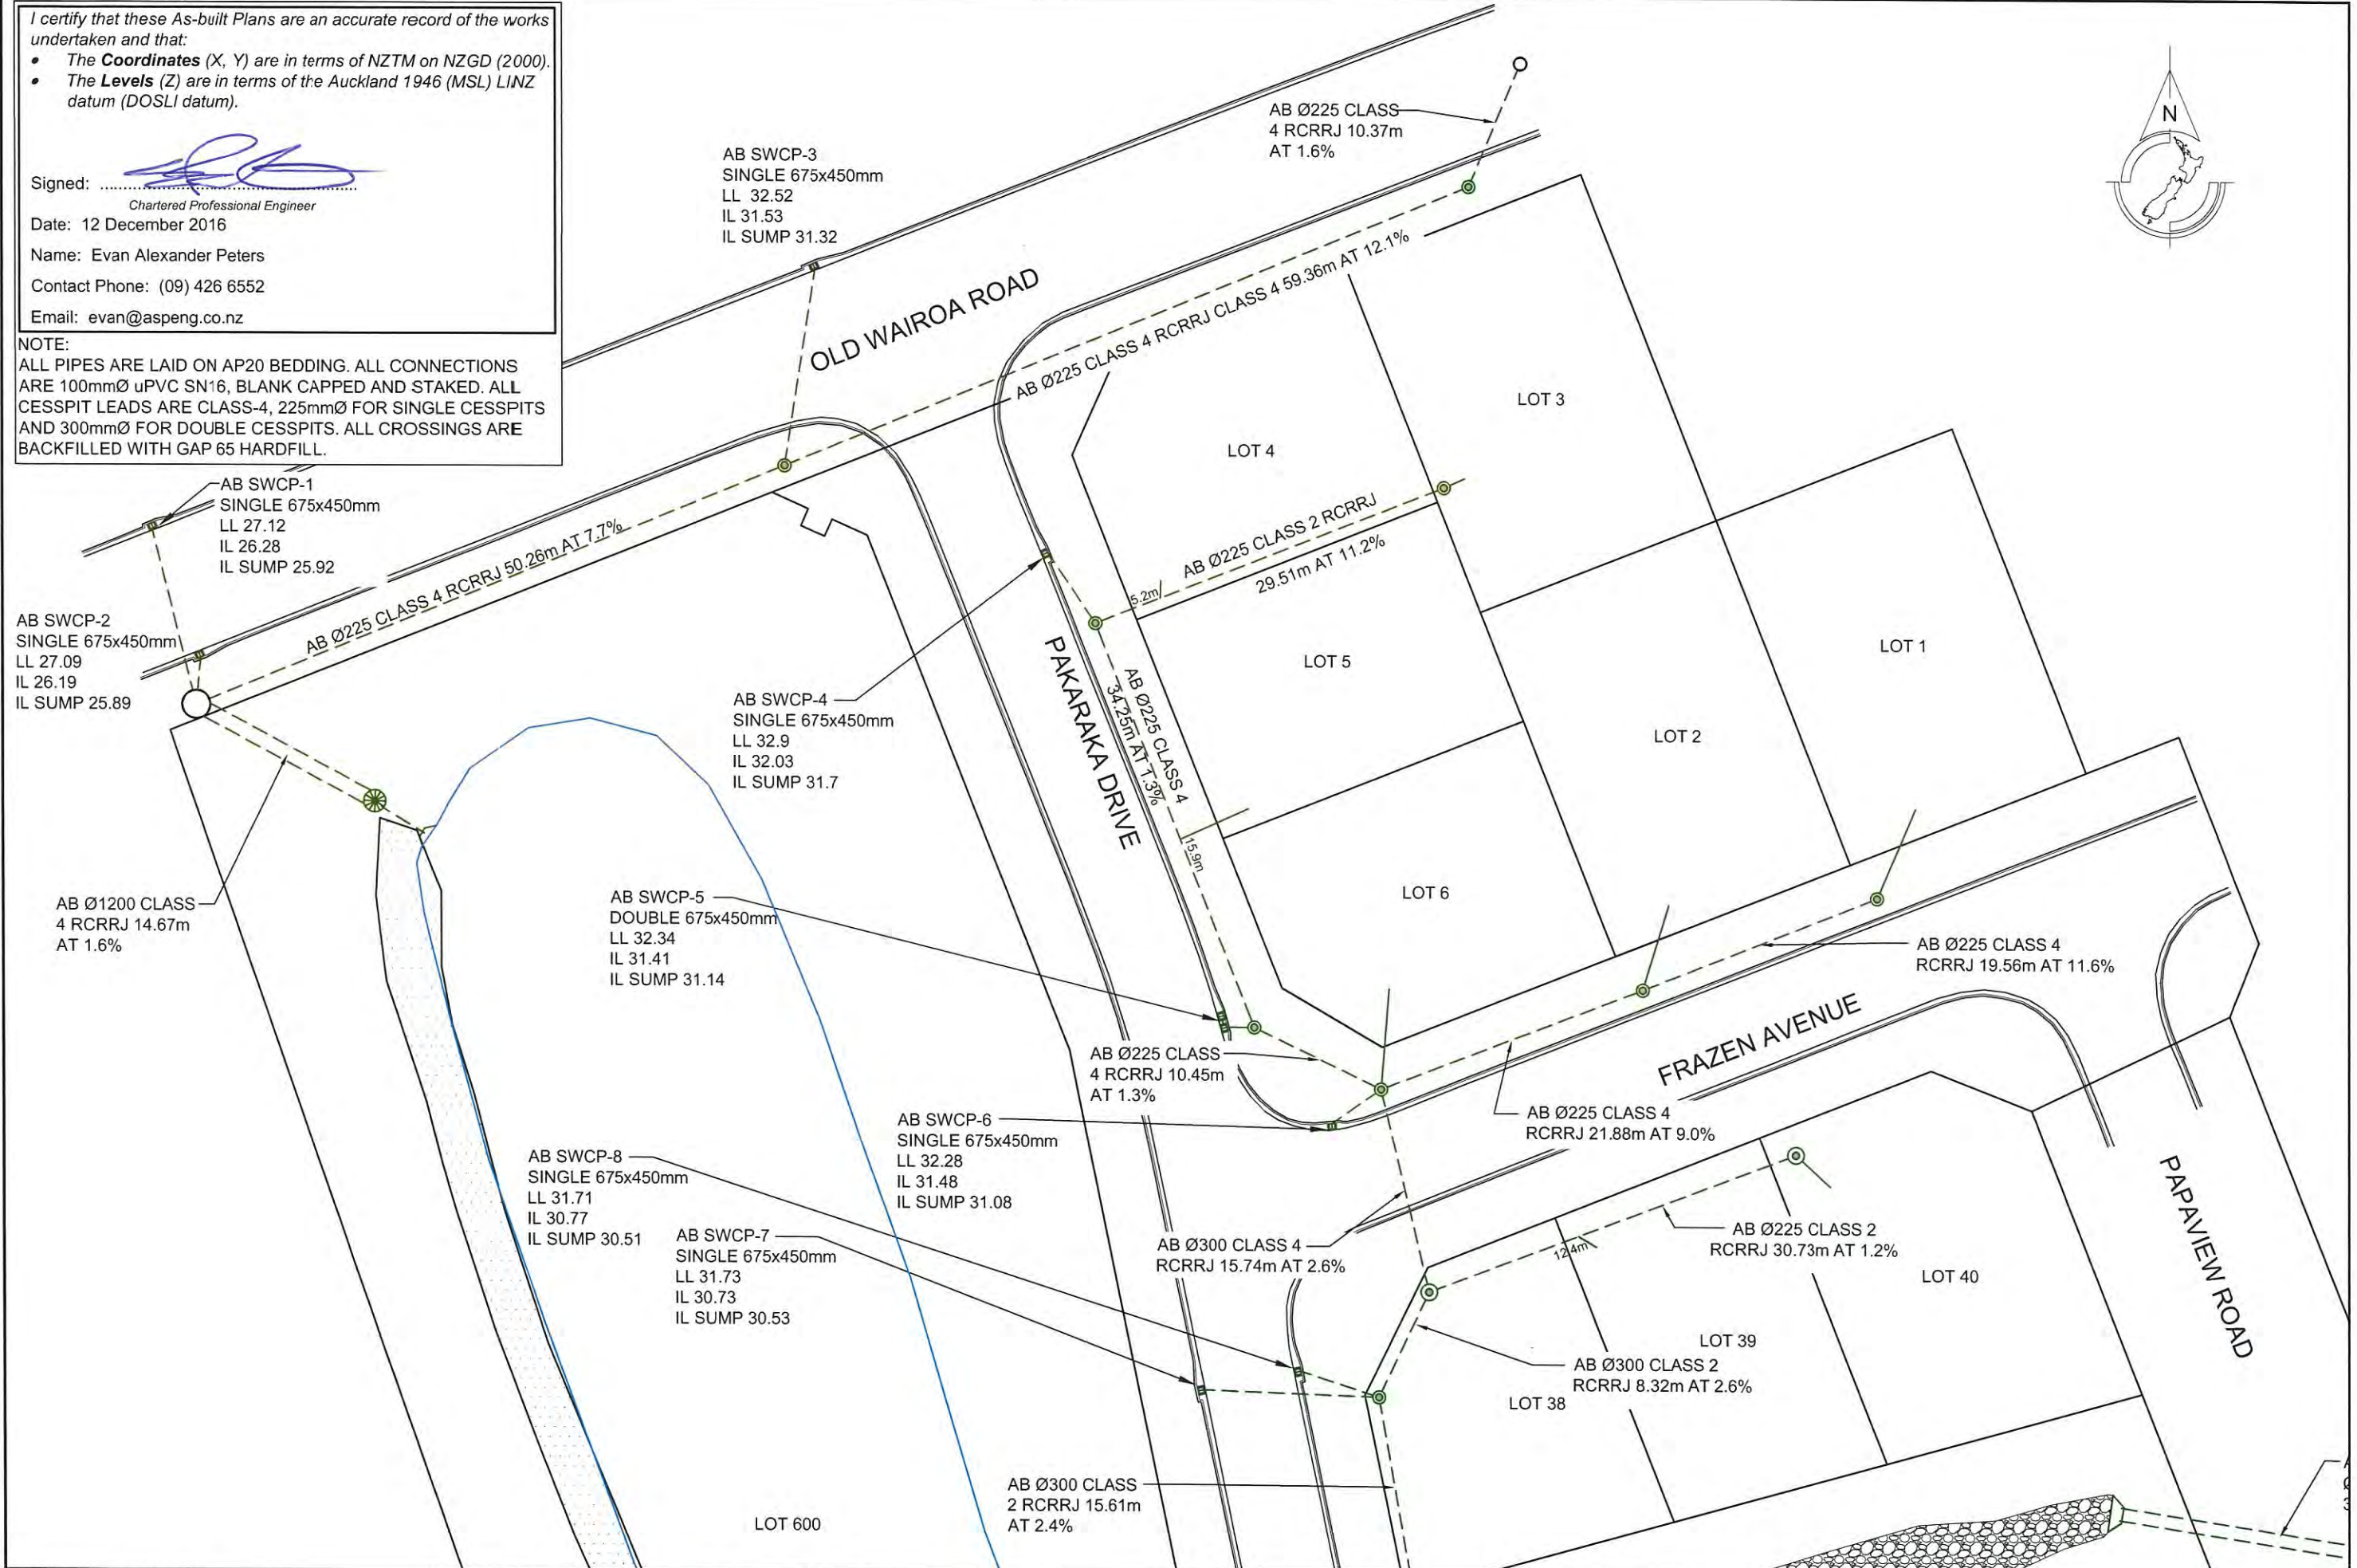 I certify that these As-built Plans are an accurate record of the works
undertaken and that:
• The Coordinates (X, Y) are in terms of NZTM on NZGD (2000).
• The Levels (Z) are in terms of the Auckland 1946 (MSL) LINZ
datum (DOSLI datum).
Signed:
Chartered Professional Engineer
Date: 12 December 2016
Name: Evan Alexander Peters
Contact Phone: (09) 426 6552
Email: evan@aspeng.co.nz
NOTE:
ALL PIPES ARE LAID ON AP20 BEDDING. ALL CONNECTIONS
ARE 100mmØ uPVC SN16, BLANK CAPPED AND STAKED. ALL
CESSPIT LEADS ARE CLASS-4, 225mmØ FOR SINGLE CESSPITS
AND 300mmØ FOR DOUBLE CESSPITS. ALL CROSSINGS ARE
BACKFILLED WITH GAP 65 HARDFILL.
AB SWCP-3
SINGLE 675x450mm
LL 32.52
IL 31.53
IL SUMP 31.32
AB Ø225 CLASS
4 RCRRJ 10.37m
AT 1.6%
N
OLD WAIROA ROAD
AB Ø225 CLASS 4 RCRRJ CLASS 4 59.36m AT 12.1%
LOT 3
LOT 4
AB SWCP-1
SINGLE 675x450mm
LL 27.12
IL 26.28
IL SUMP 25.92
AB Ø225 CLASS 4 RCRRJ 50.26m AT 7.7%
AB SWCP-2
SINGLE 675x450mm
LL 27.09
IL 26.19
IL SUMP 25.89
AB Ø225 CLASS 2 RCRRJ
29.51m AT 11.2%
5.2m
LOT 5
LOT 1
LOT 2
PAKARAKA DRIVE
AB Ø225 CLASS 4
34.25m AT 1.3%
15.9m
AB SWCP-4
SINGLE 675x450mm
LL 32.9
IL 32.03
IL SUMP 31.7
LOT 6
AB Ø1200 CLASS
4 RCRRJ 14.67m
AT 1.6%
AB SWCP-5
DOUBLE 675x450mm
LL 32.34
IL 31.41
IL SUMP 31.14
AB Ø225 CLASS 4
RCRRJ 19.56m AT 11.6%
FRAZEN AVENUE
AB Ø225 CLASS
4 RCRRJ 10.45m
AT 1.3%
AB Ø225 CLASS 4
RCRRJ 21.88m AT 9.0%
AB SWCP-6
SINGLE 675x450mm
LL 32.28
IL 31.48
IL SUMP 31.08
AB SWCP-8
SINGLE 675x450mm
LL 31.71
IL 30.77
IL SUMP 30.51
AB SWCP-7
SINGLE 675x450mm
LL 31.73
IL 30.73
IL SUMP 30.53
AB Ø300 CLASS 4
RCRRJ 15.74m AT 2.6%
12.4m
AB Ø225 CLASS 2
RCRRJ 30.73m AT 1.2%
LOT 40
PAPAVIEW ROAD
LOT 39
AB Ø300 CLASS 2
RCRRJ 8.32m AT 2.6%
LOT 38
AB Ø300 CLASS
2 RCRRJ 15.61m
AT 2.4%
LOT 600